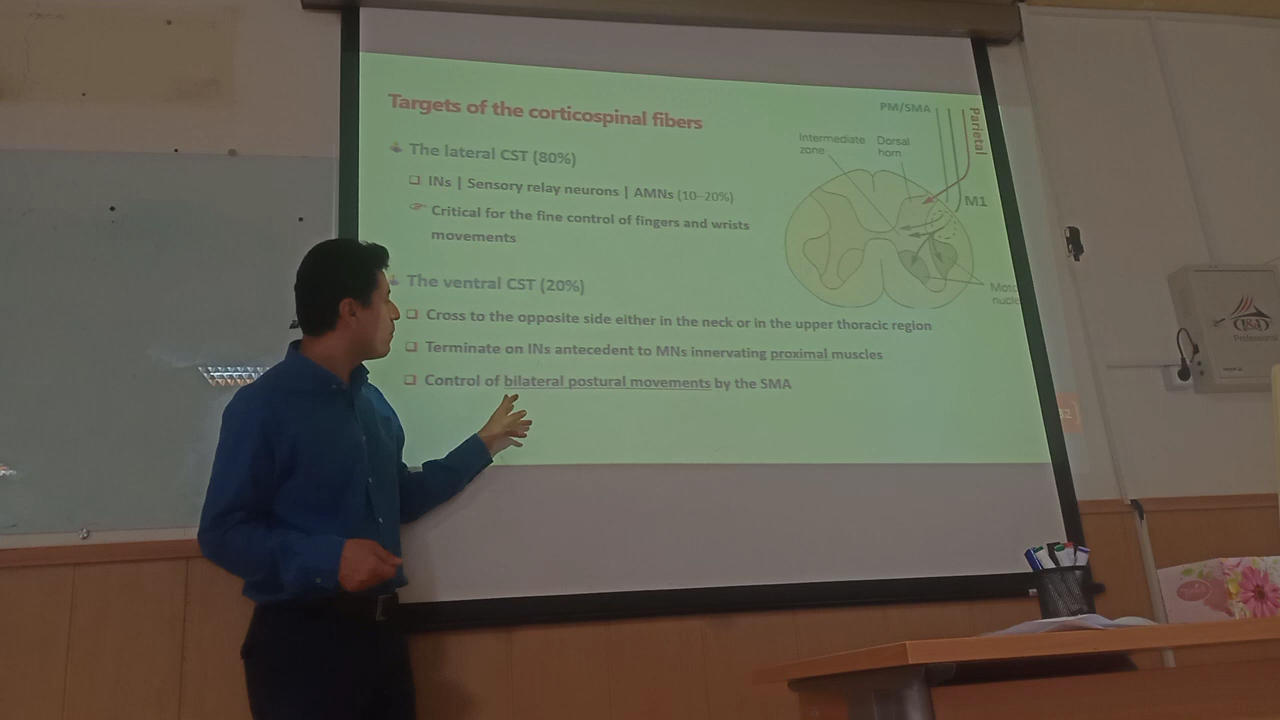 Targets of the corticospinal fibers
The lateral CST (80%)
INs | Sensory relay neurons | AMNs (10–20%)
Critical for the fine control of fingers and wrists
movements
The ventral CST (20%)
Cross to the opposite side either in the neck or in the upper thoracic region
Terminate on INs antecedent to MNs innervating proximal muscles
Control of bilateral postural movements by the SMA
PM/SMA
Parietal
Intermediate
zone
Dorsal
horn
M1
Professional